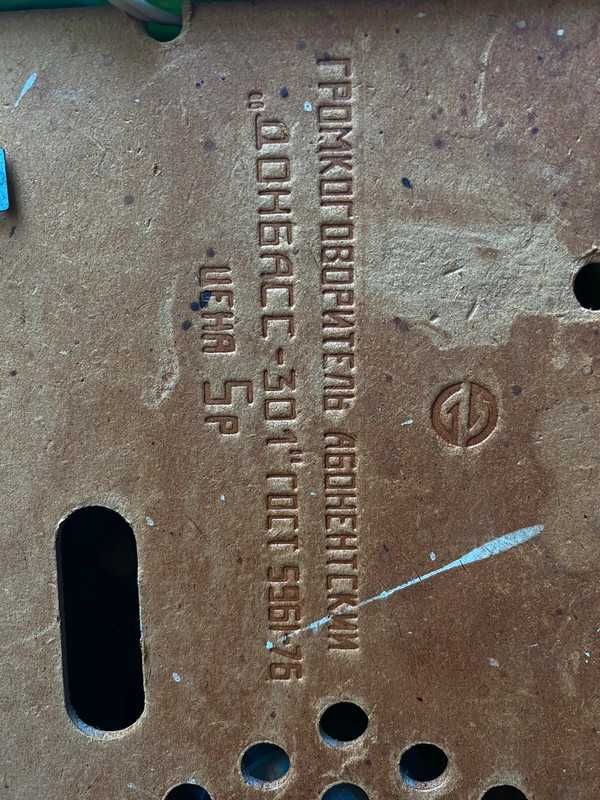 ГРОМКОГОВОРИТЕЛЬ АБОНЕНТСКИЙ
"ДОНБАСС-301" ГОСТ 5961-76
ЦЕНА 5Р